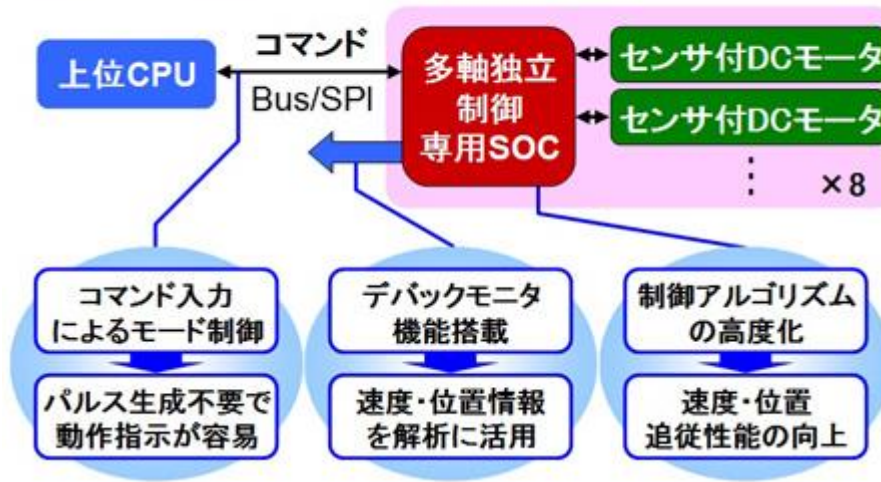 コマンド
上位CPU
Bus/SPI
多軸独立
制御
専用SOC
センサ付DCモータ
センサ付DCモータ
⋮
×8
コマンド入力
によるモード制御
パルス生成不要で
動作指示が容易
デバックモニタ
機能搭載
速度・位置情報
を解析に活用
制御アルゴリズム
の高度化
速度・位置
追従性能の向上